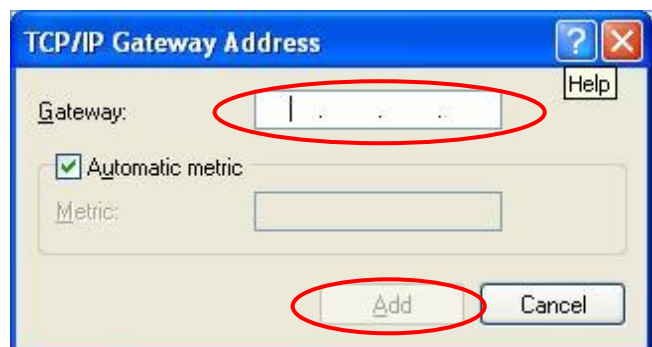 TCP/IP Gateway Address
?
Help
Gateway:
. . .
Automatic metric
Metric:
Add
Cancel